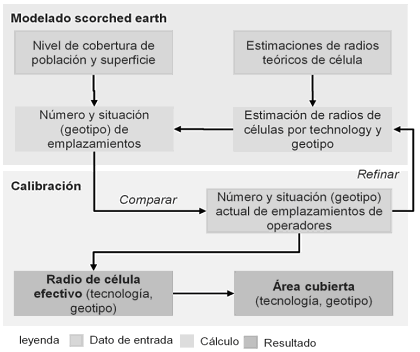 Modelado scorched earth
Nivel de cobertura de
población y superficie
Estimaciones de radios
teóricos de célula
Número y situación
(geotipo) de
emplazamientos
Estimación de radios de
células por technology y
geotipo
Refinar
Calibración
Comparar
Número y situación (geotipo)
actual de emplazamientos de
operadores
Radio de célula
efectivo (tecnología,
geotipo)
Área cubierta
(tecnología, geotipo)
leyenda
Dato de entrada
Cálculo
Resultado